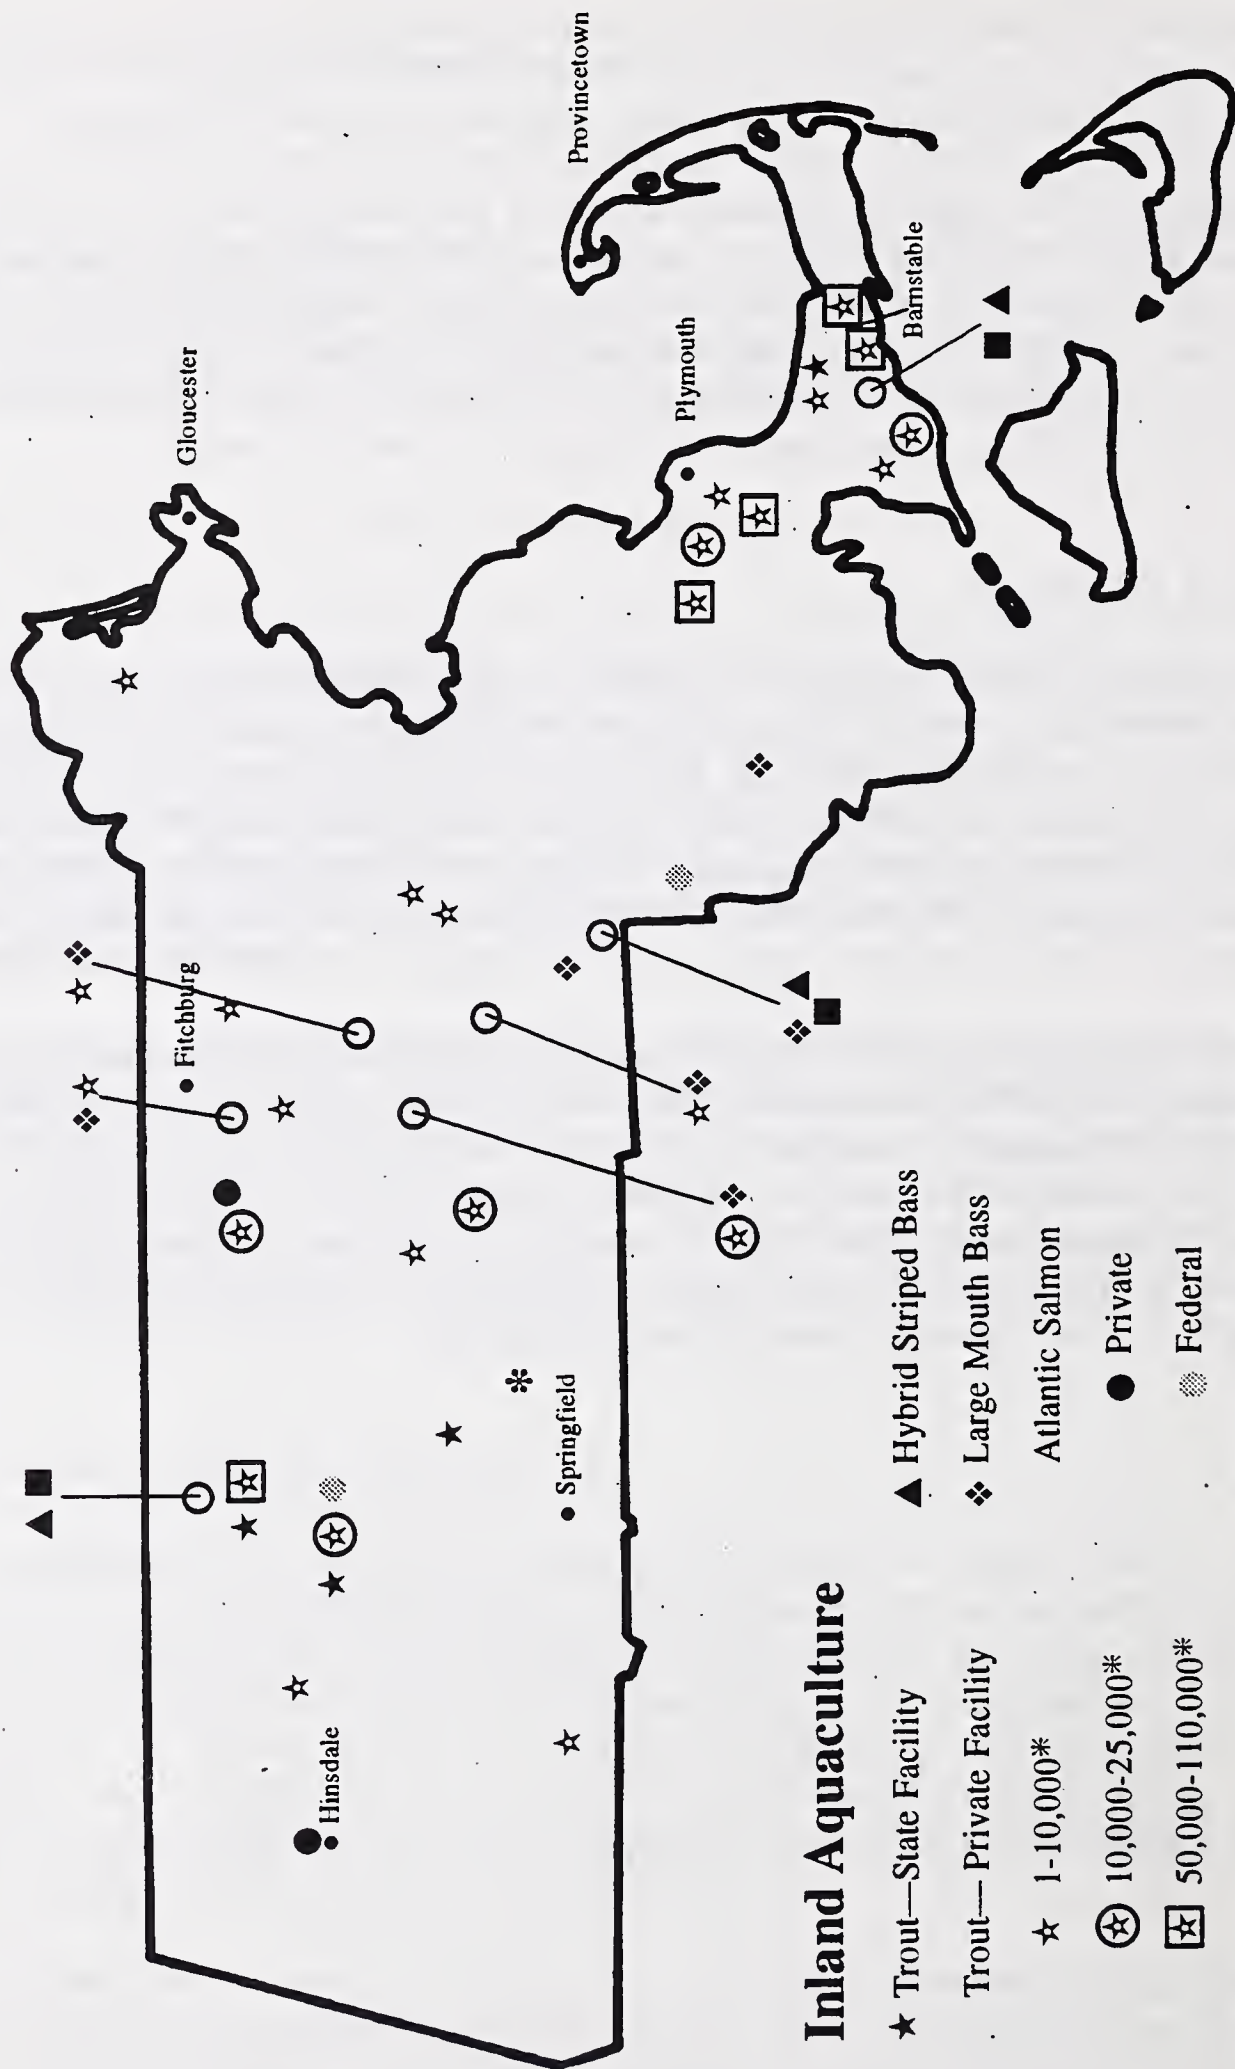 Provincetown
Gloucester
Plymouth
Barnstable
Fitchburg
Springfield
Hinsdale
Inland Aquaculture
★ Trout—State Facility
Trout— Private Facility
☆ 1-10,000*
10,000-25,000*
50,000-110,000*
▲ Hybrid Striped Bass
❖ Large Mouth Bass
Atlantic Salmon
● Private
Federal